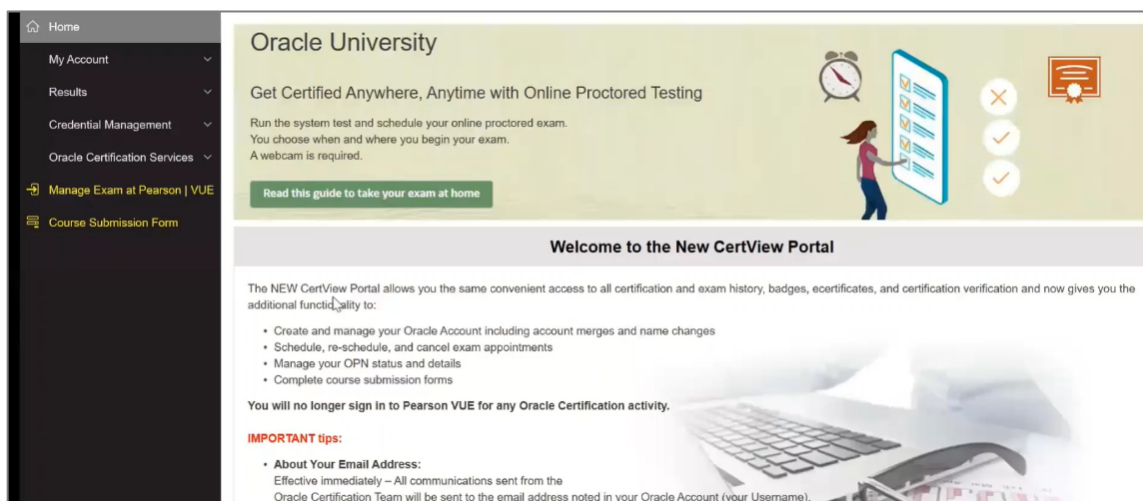 Home
My Account
Results
Credential Management
Oracle Certification Services
Manage Exam at Pearson | VUE
Course Submission Form
Oracle University
Get Certified Anywhere, Anytime with Online Proctored Testing
Run the system test and schedule your online proctored exam.
You choose when and where you begin your exam.
A webcam is required.
Read this guide to take your exam at home
Welcome to the New CertView Portal
The NEW CertView Portal allows you the same convenient access to all certification and exam history, badges, ecertificates, and certification verification and now gives you the
additional functionality to:
• Create and manage your Oracle Account including account merges and name changes
• Schedule, re-schedule, and cancel exam appointments
• Manage your OPN status and details
• Complete course submission forms
You will no longer sign in to Pearson VUE for any Oracle Certification activity.
IMPORTANT tips:
• About Your Email Address:
Effective immediately – All communications sent from the
Oracle Certification Team will be sent to the email address noted in your Oracle Account (your Username).